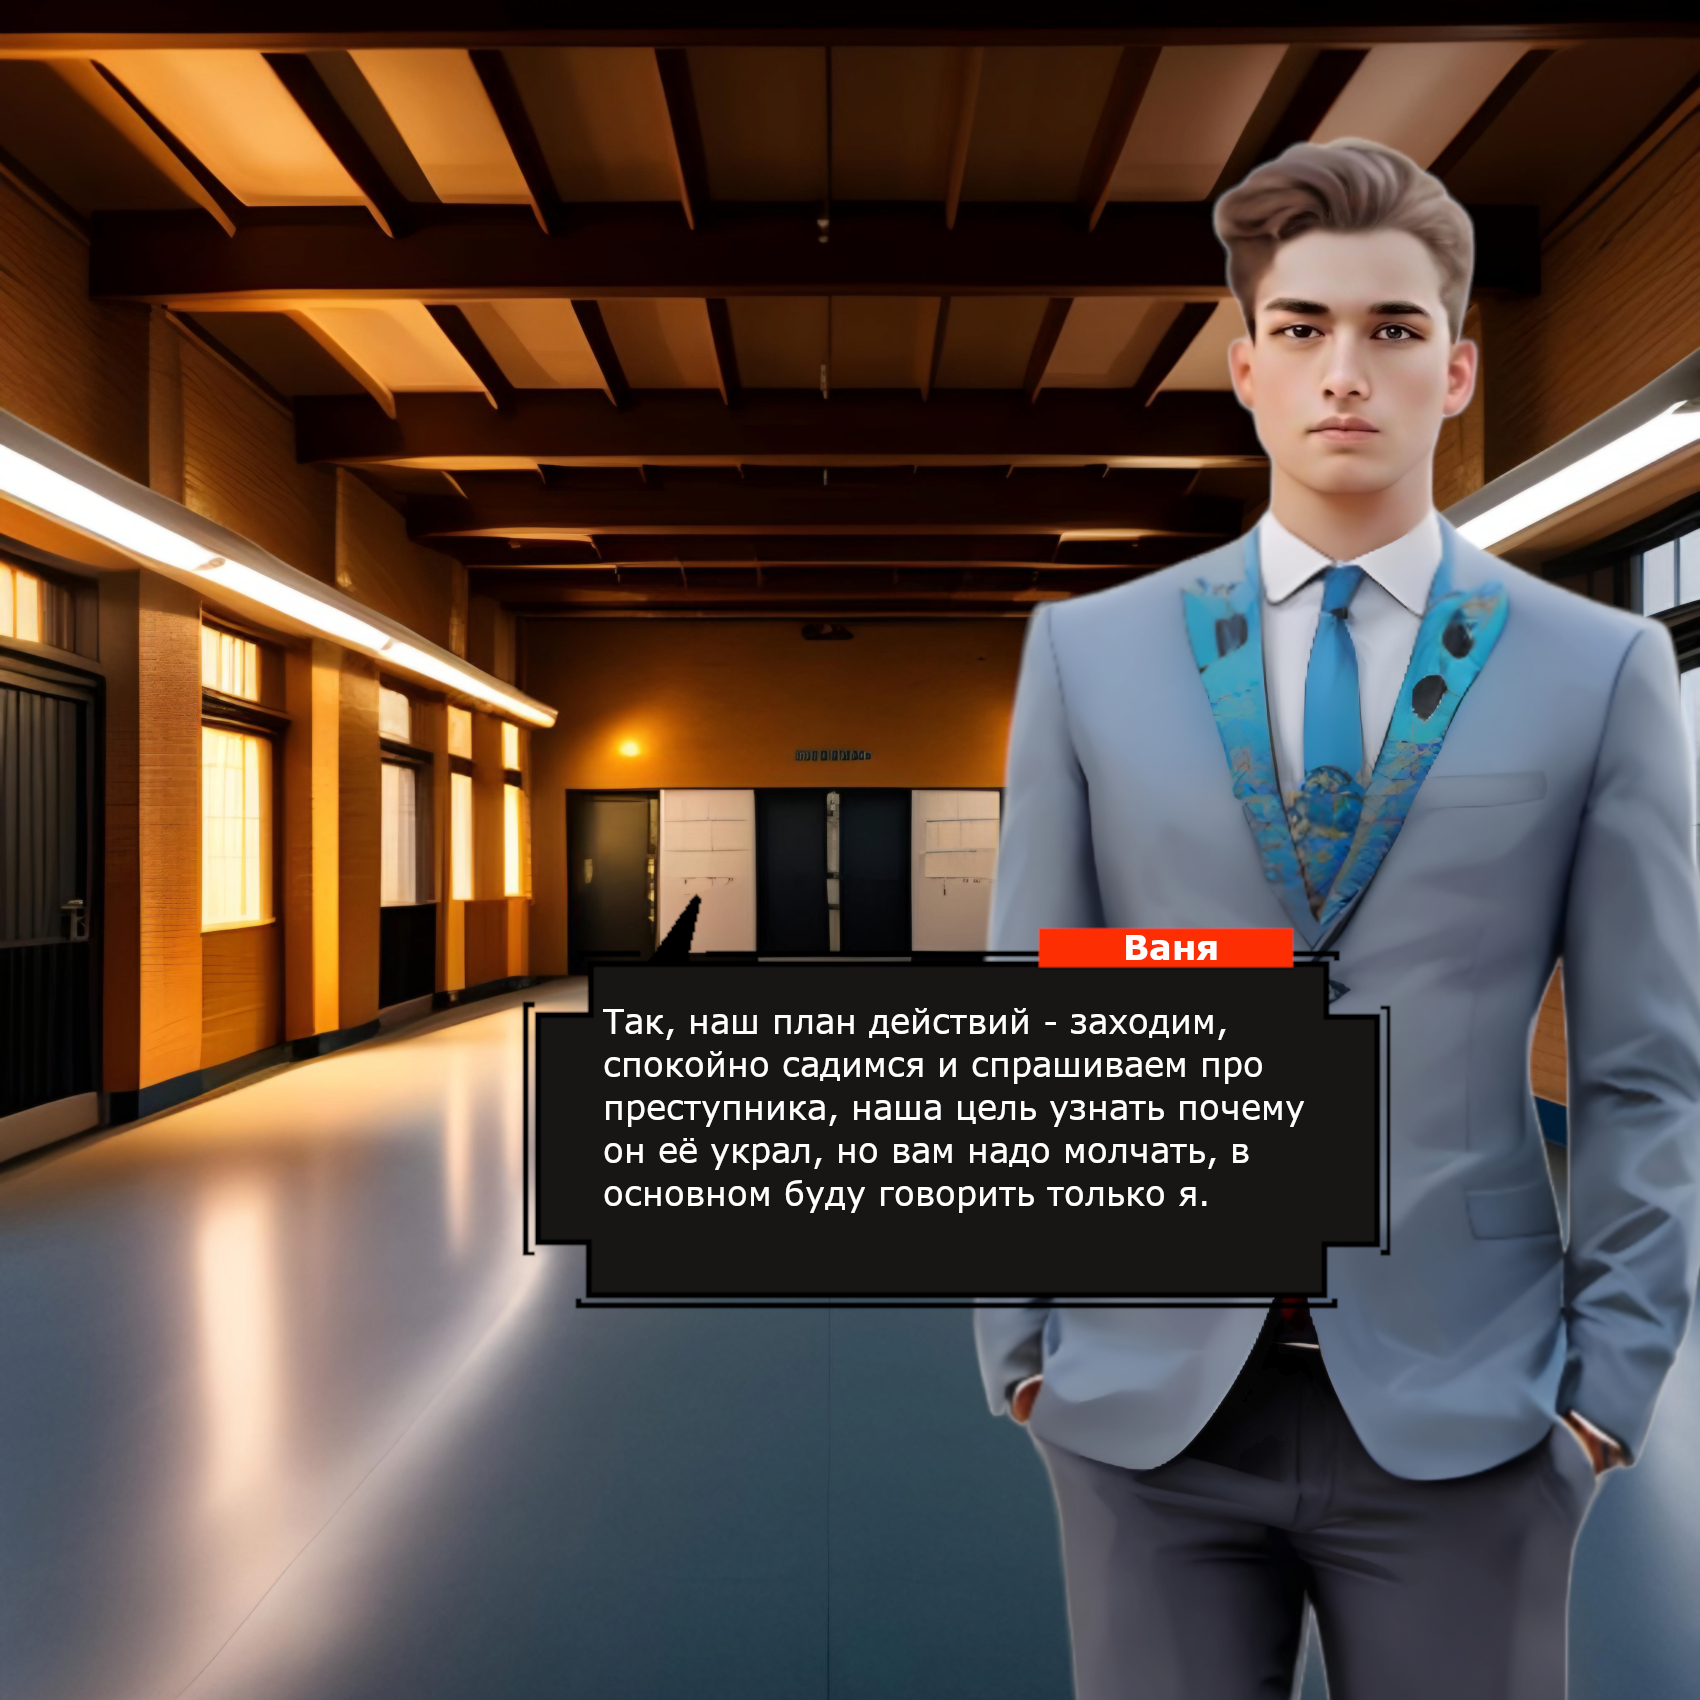 Ваня
Так, наш план действий - заходим,
спокойно садимся и спрашиваем про
преступника, наша цель узнать почему
он её украл, но вам надо молчать, в
основном буду говорить только я.